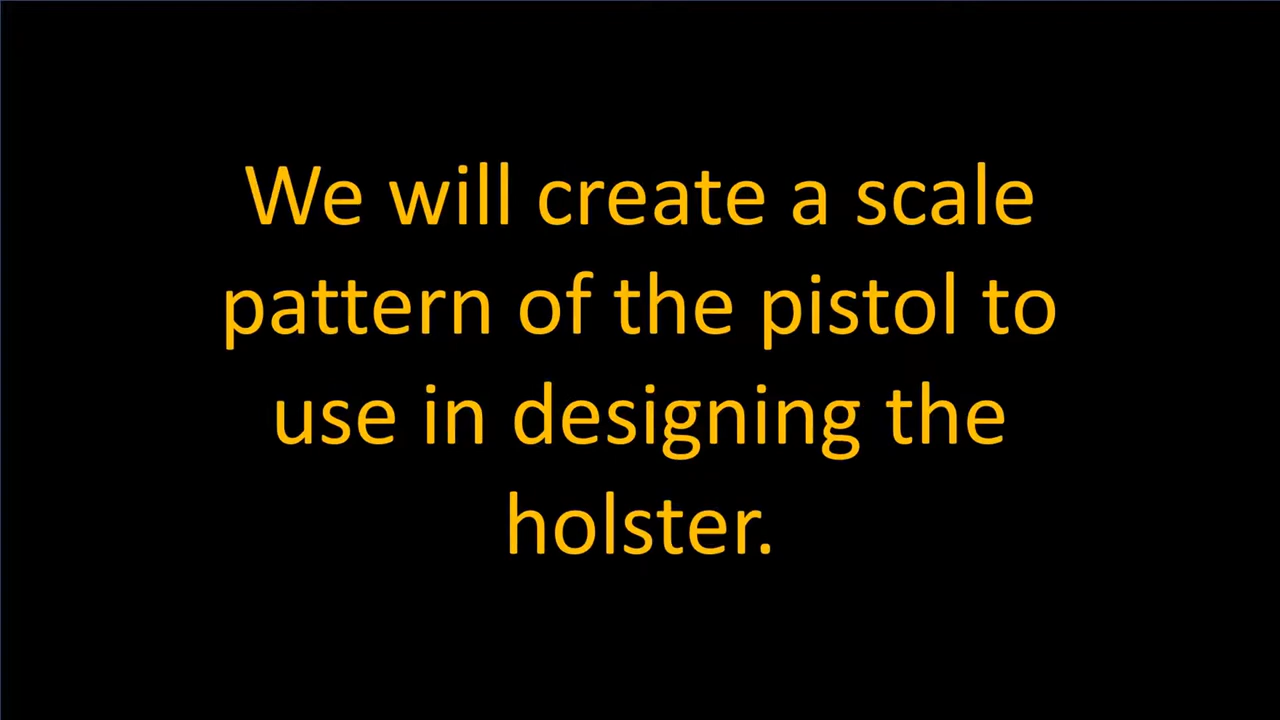 We will create a scale
pattern of the pistol to
use in designing the
holster.